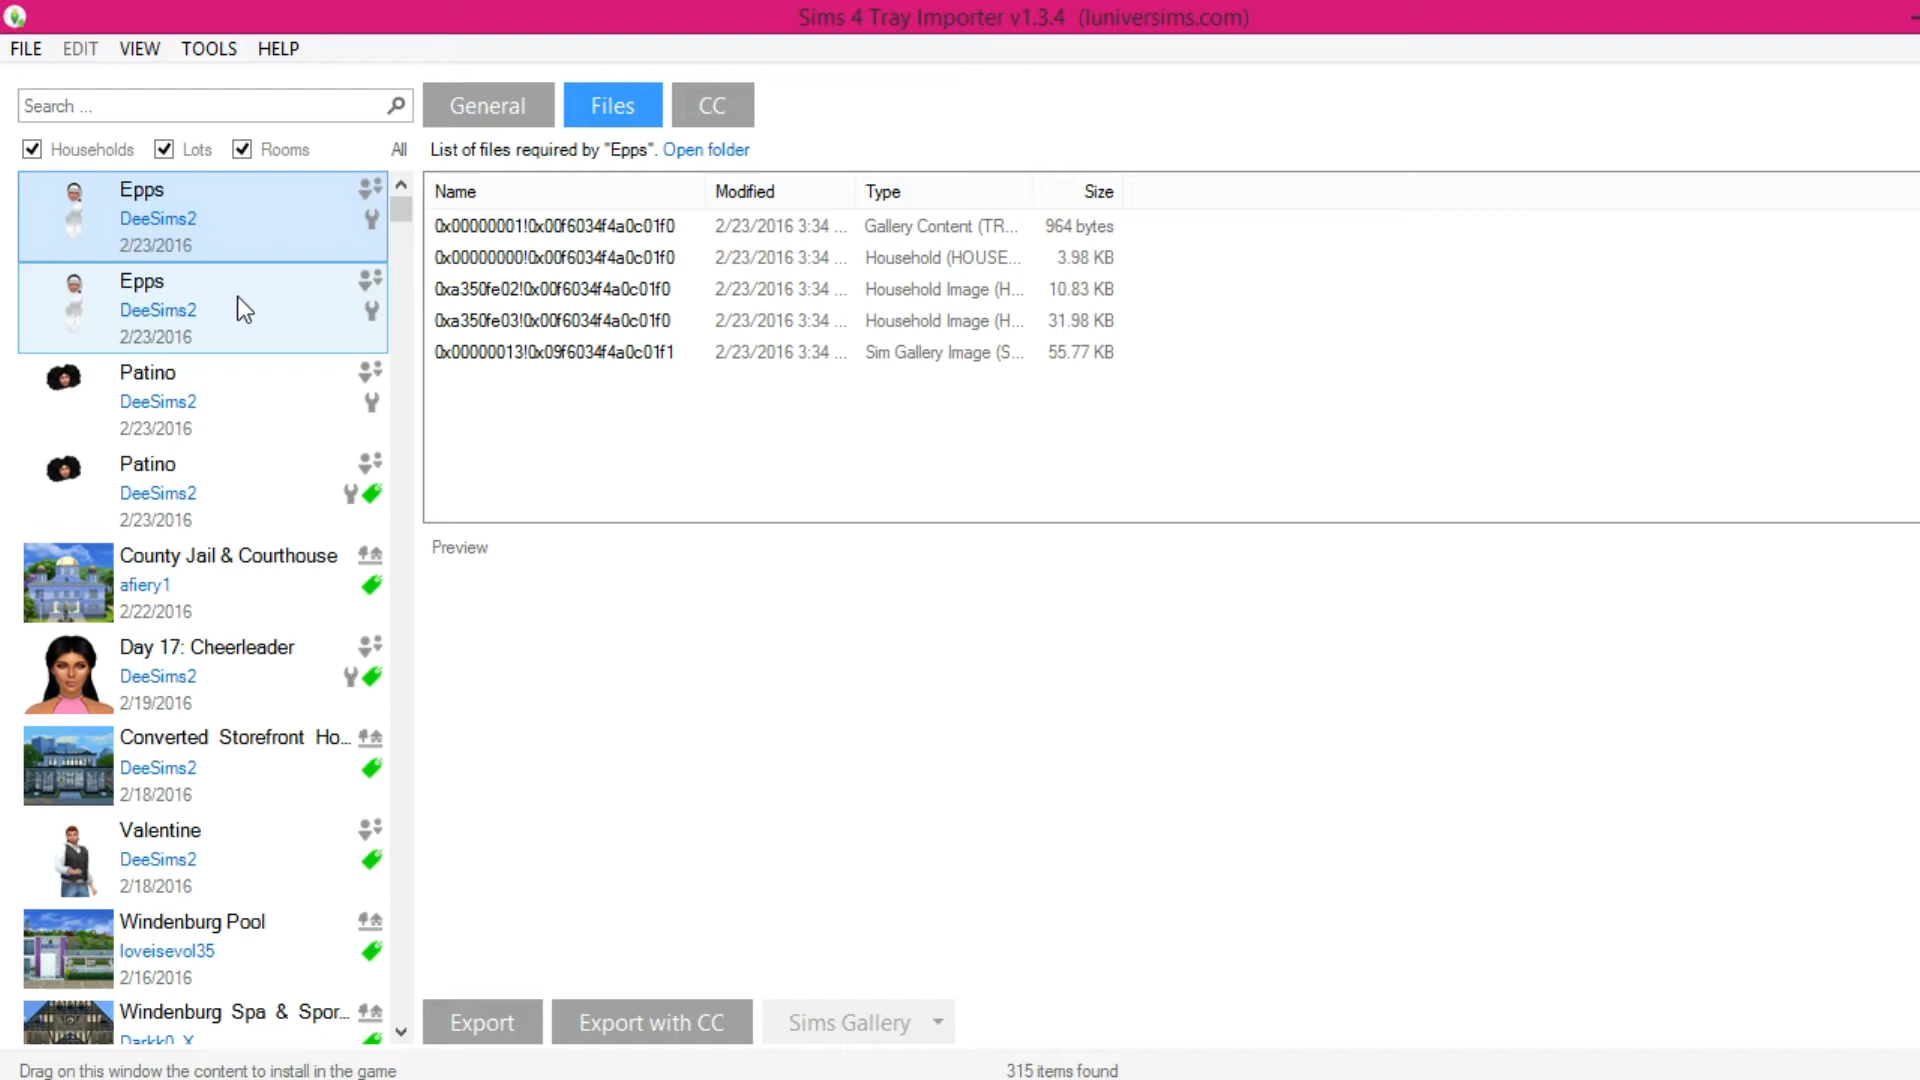 Sims 4 Tray Importer v1.3.4 (luniversims.com)
FILE EDIT VIEW TOOLS HELP
Search ...
General Files CC
Households Lots Rooms All
List of files required by "Epps". Open folder
Name Modified Type Size
0x00000001!0x00f6034f4a0c01f0 2/23/2016 3:34 ... Gallery Content (TR... 964 bytes
0x00000000!0x00f6034f4a0c01f0 2/23/2016 3:34 ... Household (HOUSE... 3.98 KB
0xa350fe02!0x00f6034f4a0c01f0 2/23/2016 3:34 ... Household Image (H... 10.83 KB
0xa350fe03!0x00f6034f4a0c01f0 2/23/2016 3:34 ... Household Image (H... 31.98 KB
0x00000013!0x09f6034f4a0c01f1 2/23/2016 3:34 ... Sim Gallery Image (S... 55.77 KB
Epps
DeeSims2
2/23/2016
Epps
DeeSims2
2/23/2016
Patino
DeeSims2
2/23/2016
Patino
DeeSims2
2/23/2016
County Jail & Courthouse
afiery1
2/22/2016
Day 17: Cheerleader
DeeSims2
2/19/2016
Converted Storefront Ho...
DeeSims2
2/18/2016
Valentine
DeeSims2
2/18/2016
Windenburg Pool
loveisevol35
2/16/2016
Windenburg Spa & Spor...
Darkk0_X
Preview
Export Export with CC Sims Gallery
Drag on this window the content to install in the game
315 items found